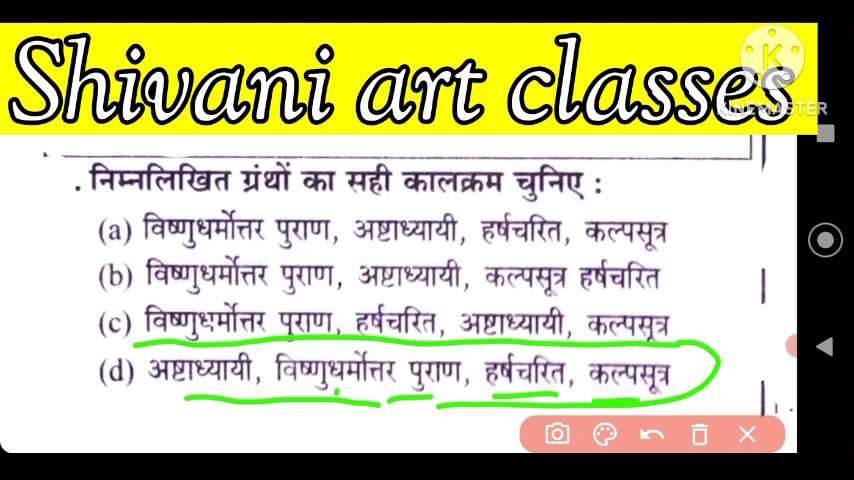 Shivani art classes
KINEMASTER
. निम्नलिखित ग्रंथों का सही कालक्रम चुनिए :
(a) विष्णुधर्मोत्तर पुराण, अष्टाध्यायी, हर्षचरित, कल्पसूत्र
(b) विष्णुधर्मोत्तर पुराण, अष्टाध्यायी, कल्पसूत्र हर्षचरित
(c) विष्णुधर्मोत्तर पुराण, हर्षचरित, अष्टाध्यायी, कल्पसूत्र
(d) अष्टाध्यायी, विष्णुधर्मोत्तर पुराण, हर्षचरित, कल्पसूत्र